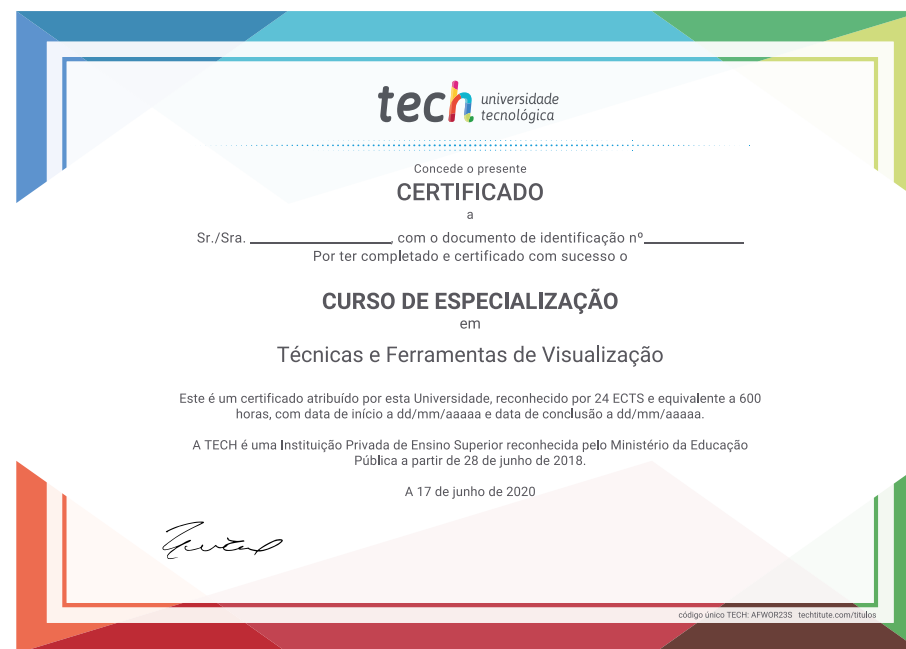 tech universidade
tecnológica
Concede o presente
CERTIFICADO
a
Sr./Sra. ________________, com o documento de identificação nº____________
Por ter completado e certificado com sucesso o
CURSO DE ESPECIALIZAÇÃO
em
Técnicas e Ferramentas de Visualização
Este é um certificado atribuído por esta Universidade, reconhecido por 24 ECTS e equivalente a 600
horas, com data de início a dd/mm/aaaaa e data de conclusão a dd/mm/aaaaa.
A TECH é uma Instituição Privada de Ensino Superior reconhecida pelo Ministério da Educação
Pública a partir de 28 de junho de 2018.
A 17 de junho de 2020
código único TECH: AFWOR23S techtitute.com/titulos